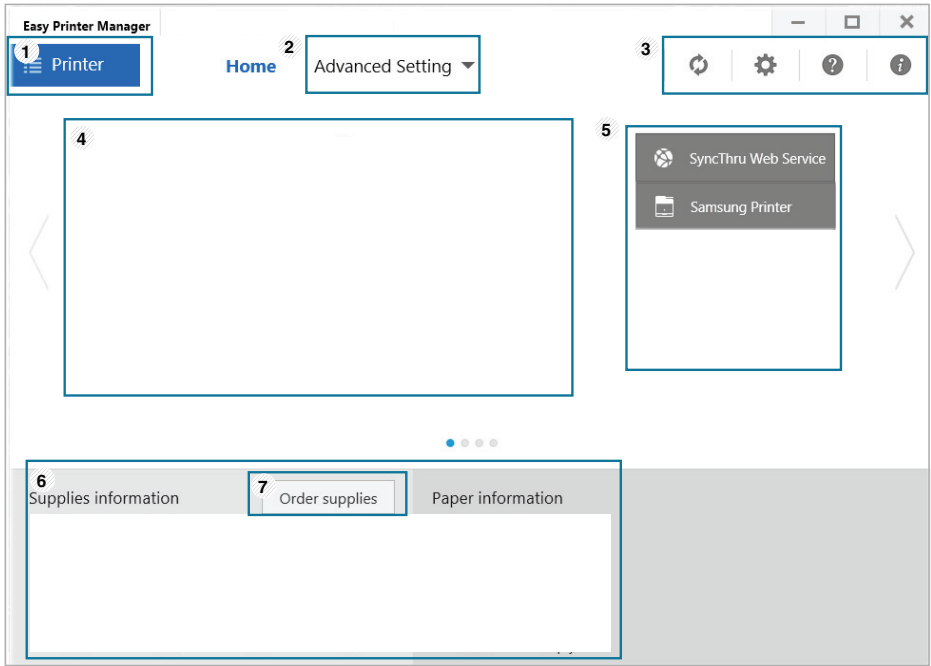 Easy Printer Manager
1
Printer
Home
2
Advanced Setting
3
4
5
SyncThru Web Service
Samsung Printer
6
Supplies information
7
Order supplies
Paper information